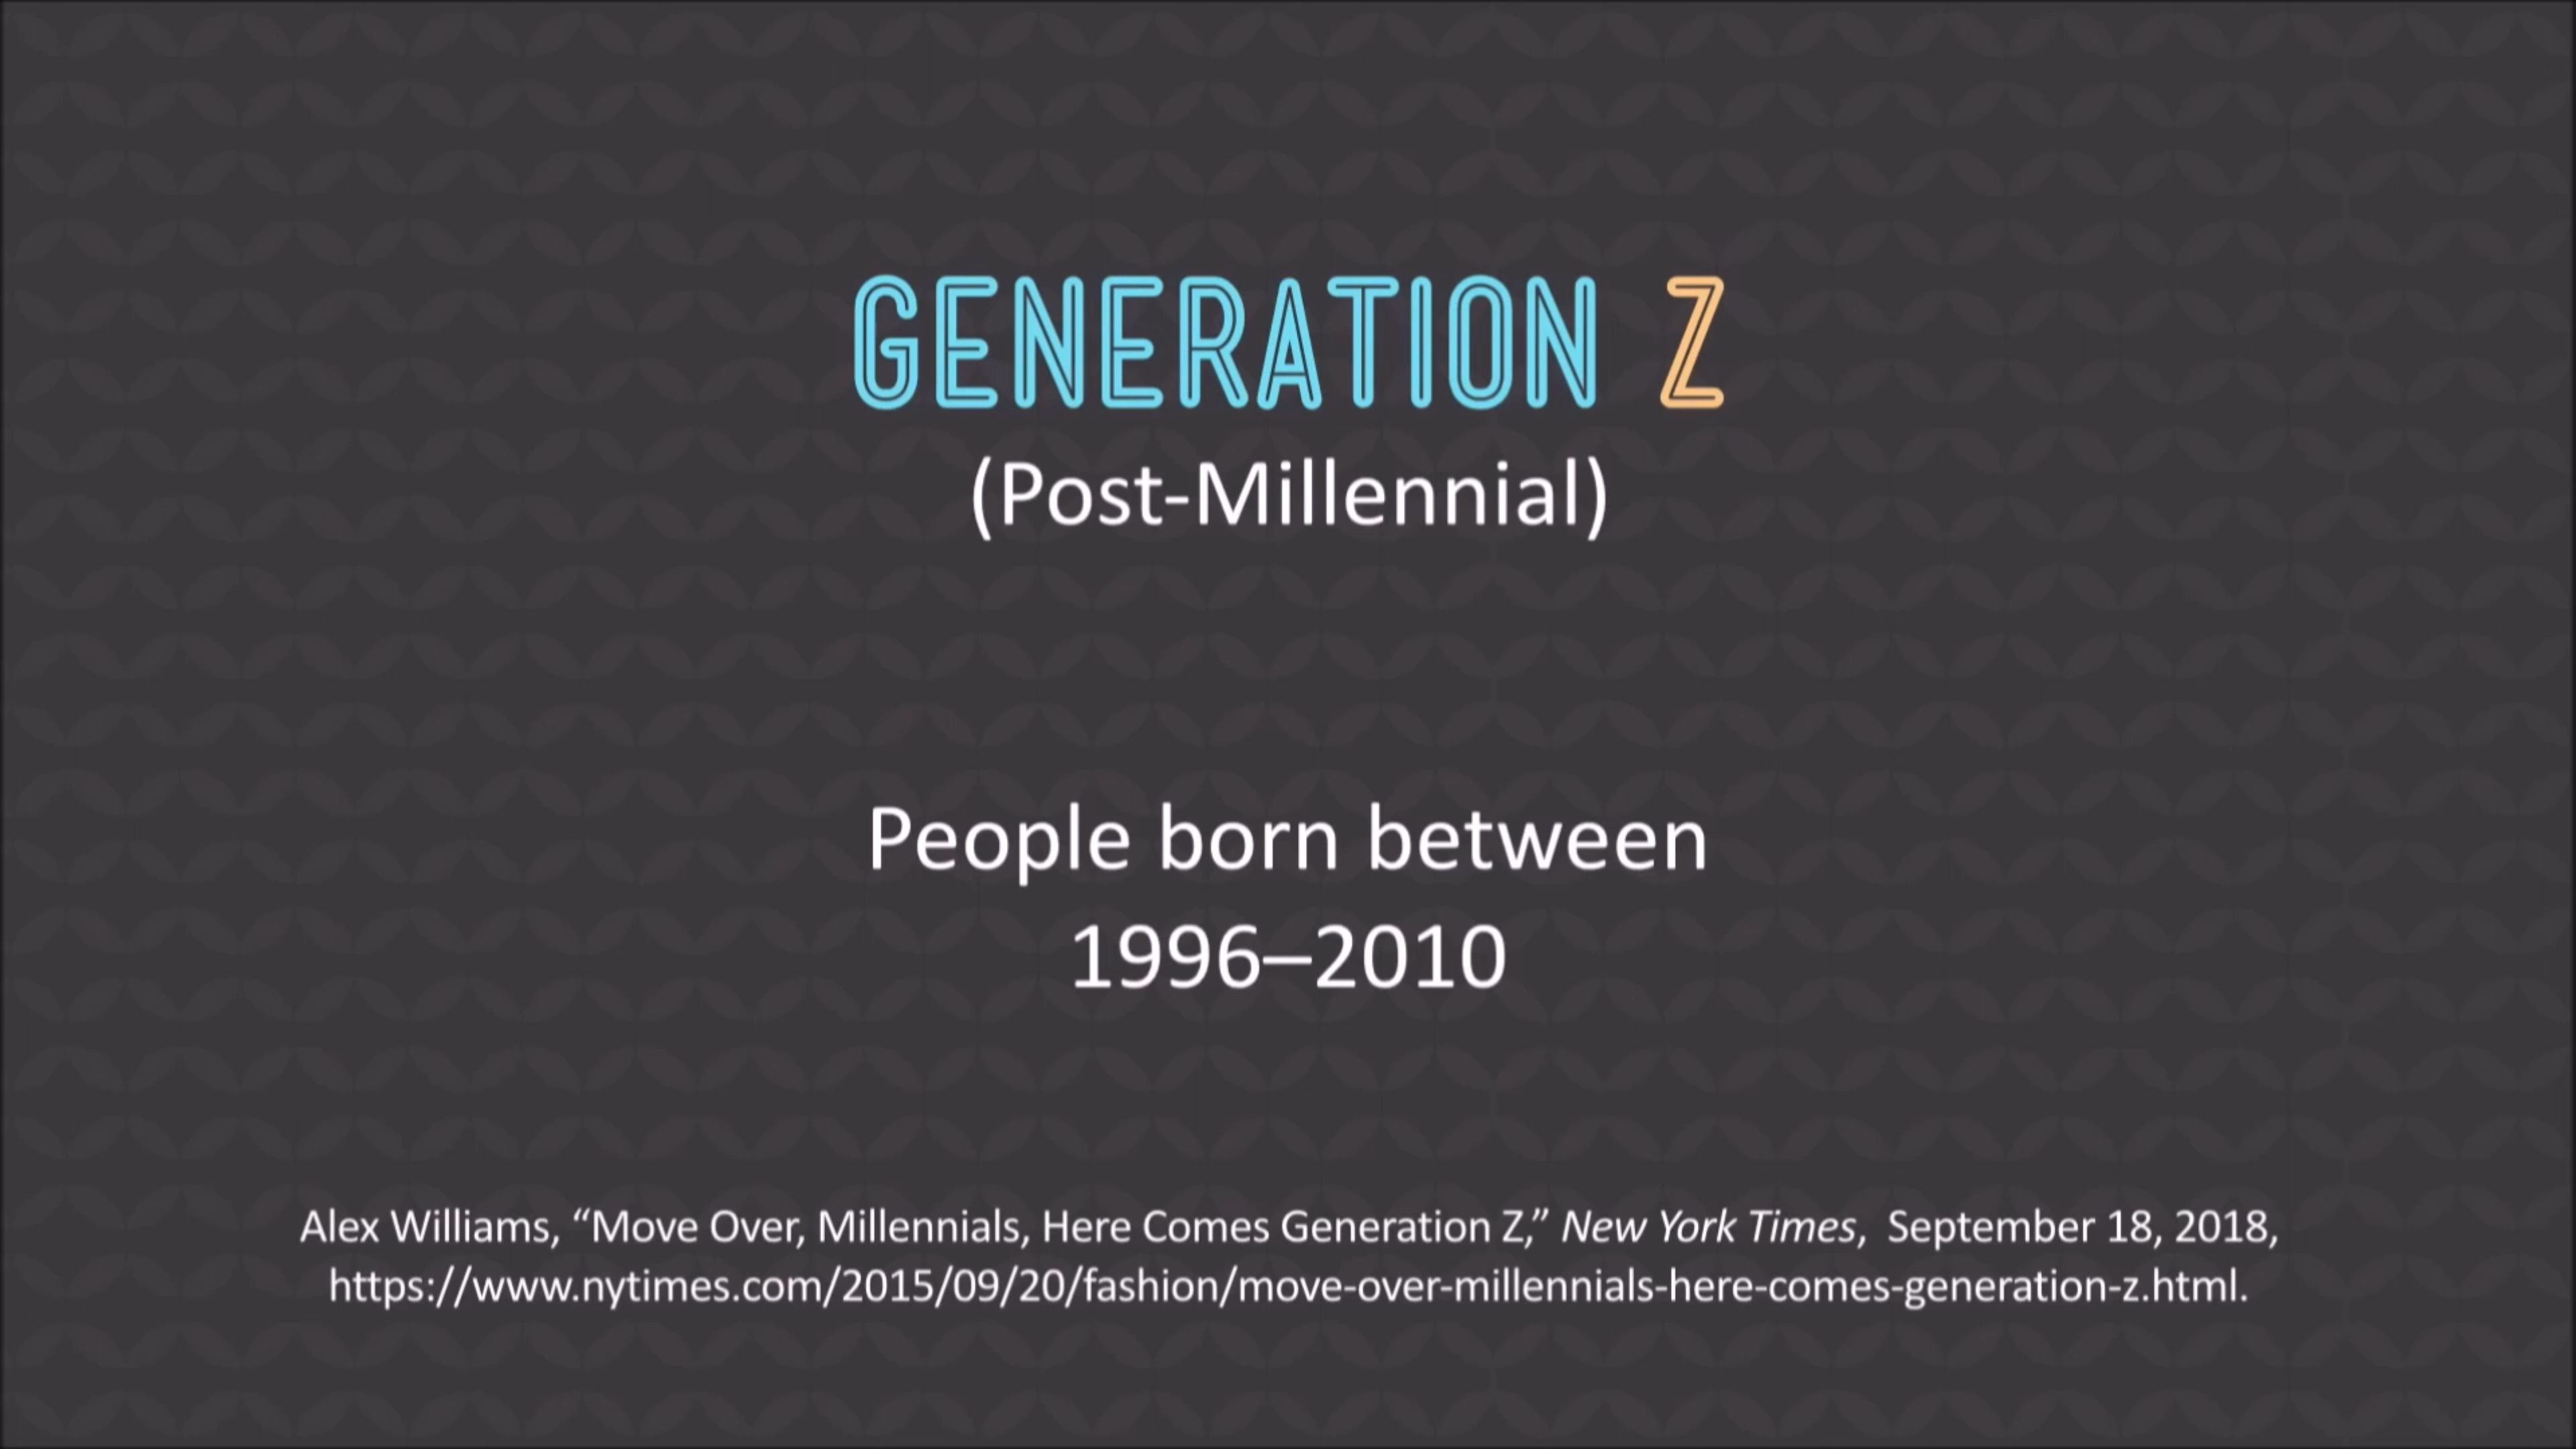 GENERATION Z
(Post-Millennial)
People born between
1996–2010
Alex Williams, “Move Over, Millennials, Here Comes Generation Z,” New York Times,  September 18, 2018,
https://www.nytimes.com/2015/09/20/fashion/move-over-millennials-here-comes-generation-z.html.